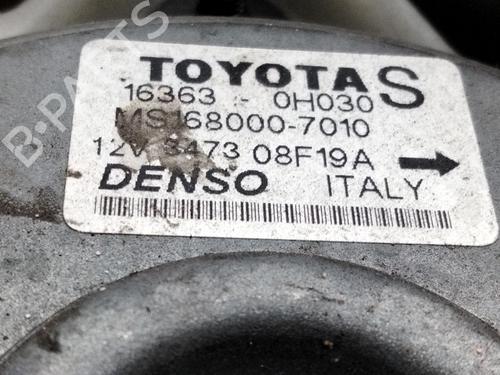 TOYOTA S
16363 - 0H030
MS168000-7010
12V 3473 08F19A
DENSO ITALY
B-PARTS